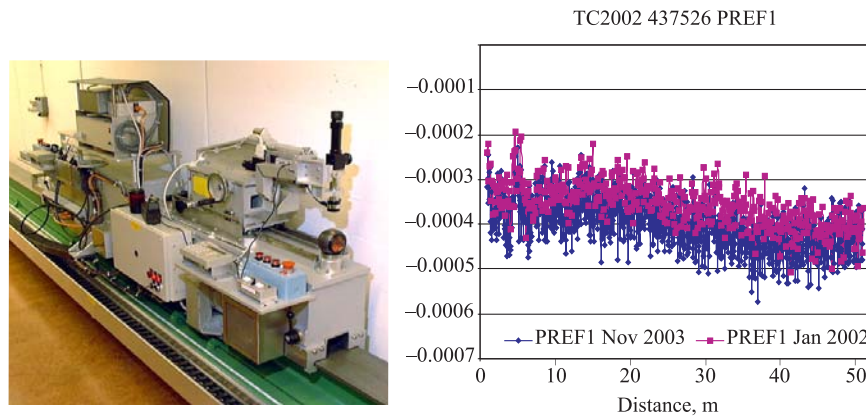 TC2002 437526 PREF1
–0.0001
–0.0002
–0.0003
–0.0004
–0.0005
–0.0006
–0.0007
PREF1 Nov 2003 PREF1 Jan 2002
0 10 20 30 40 50
Distance, m